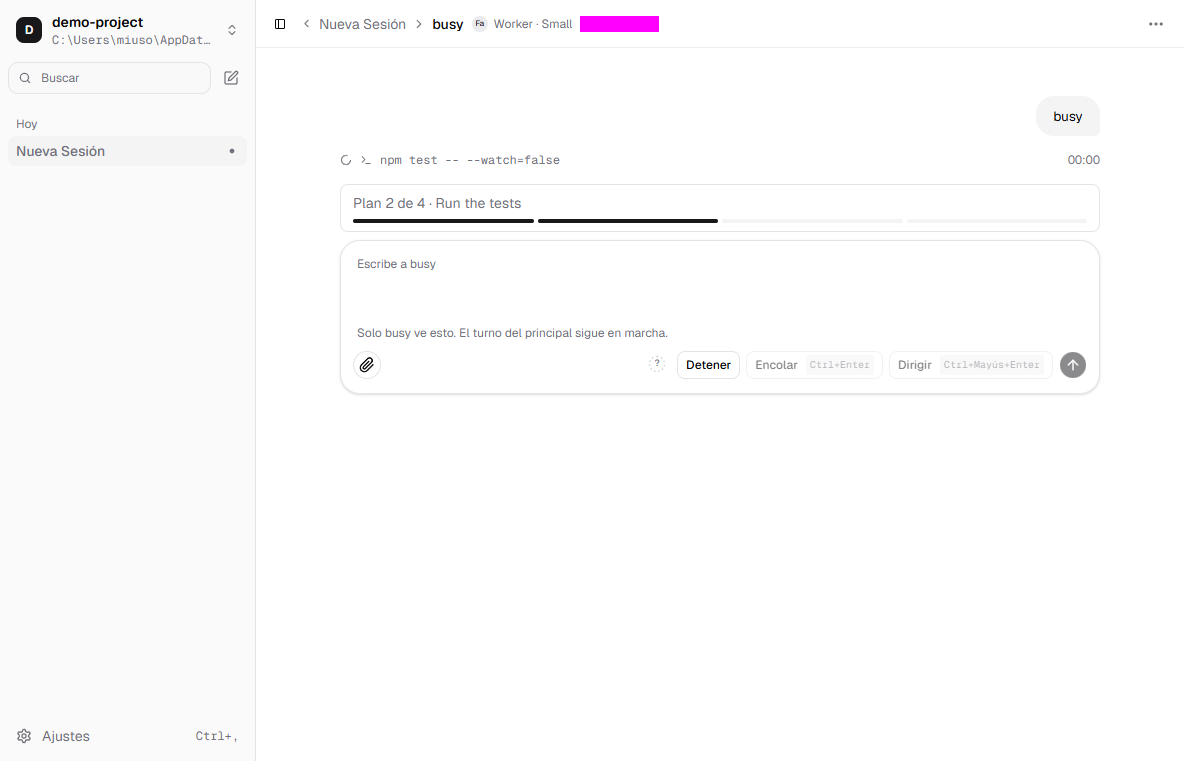 D
demo-project
C:\Users\miuso\AppDat…
Buscar
Hoy
Nueva Sesión
Ajustes
Ctrl+,
Nueva Sesión
busy
Fa
Worker · Small
busy
npm test -- --watch=false
00:00
Plan 2 de 4 · Run the tests
Escribe a busy
Solo busy ve esto. El turno del principal sigue en marcha.
?
Detener
Encolar
Ctrl+Enter
Dirigir
Ctrl+Mayús+Enter